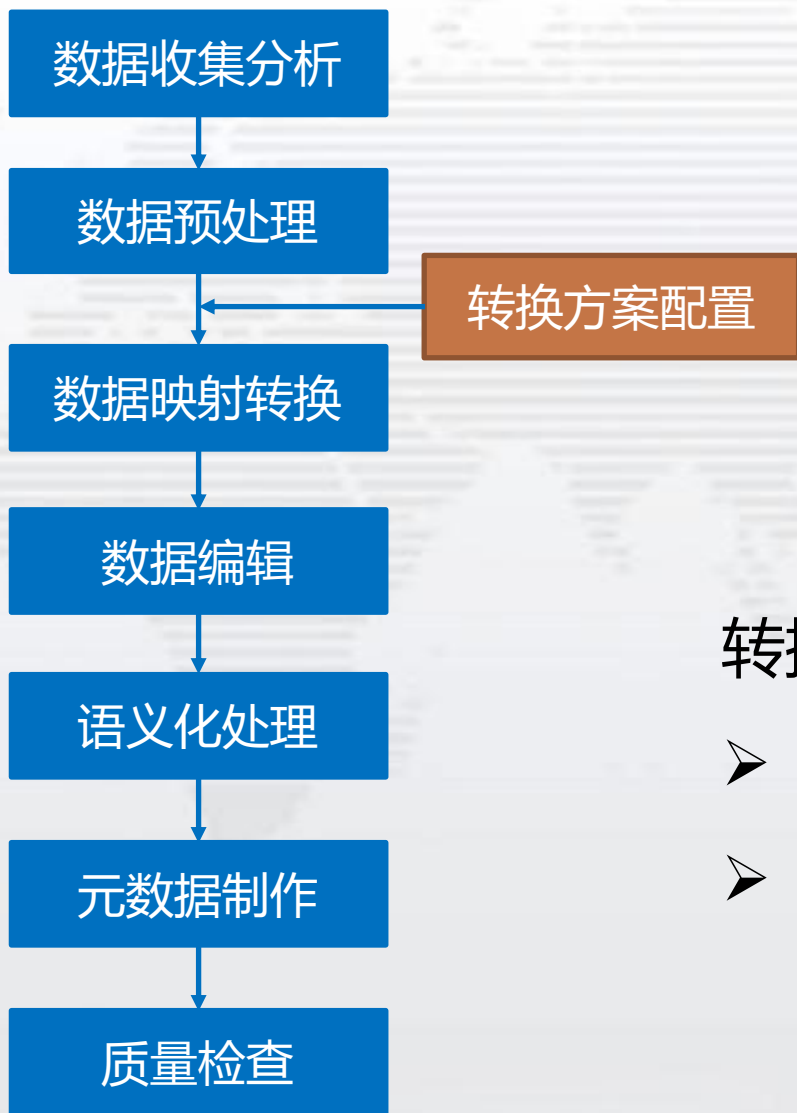 数据收集分析
数据预处理
转换方案配置
数据映射转换
数据编辑
语义化处理
元数据制作
质量检查
转